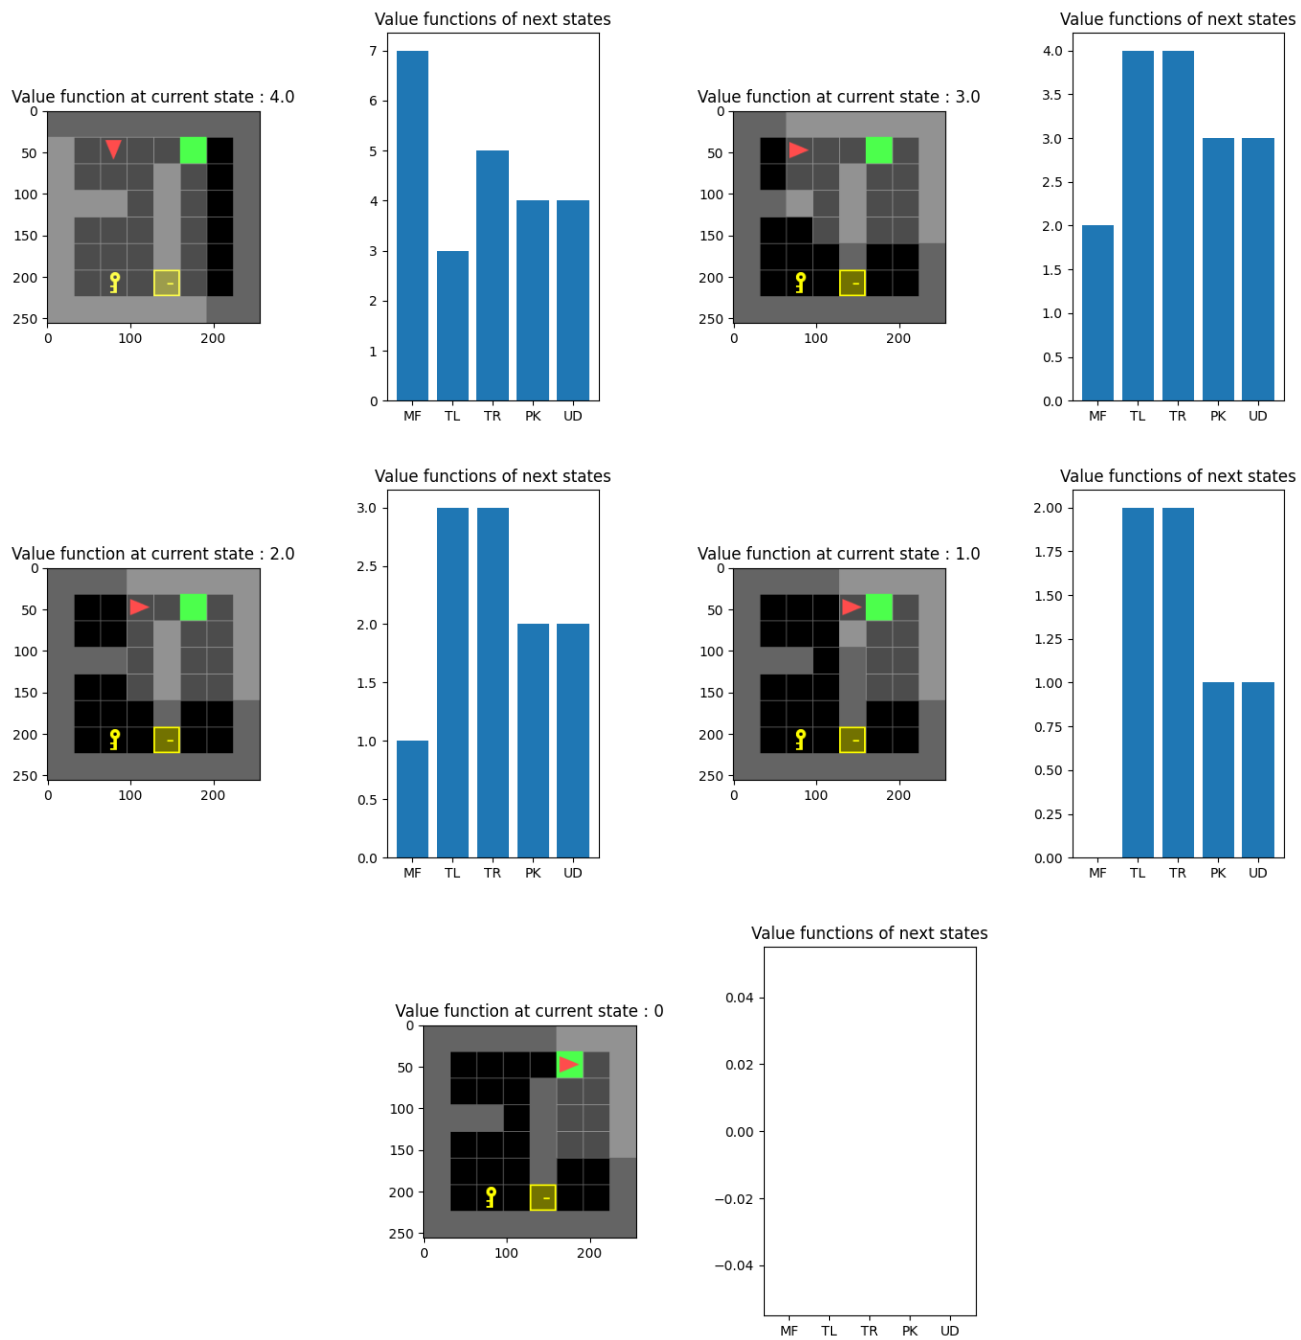 Value functions of next states
Value function at current state : 4.0
0
50
100
150
200
250
0
100
200
7
6
5
4
3
2
1
0
MF
TL
TR
PK
UD
Value functions of next states
Value function at current state : 3.0
0
50
100
150
200
250
0
100
200
4.0
3.5
3.0
2.5
2.0
1.5
1.0
0.5
0.0
MF
TL
TR
PK
UD
Value functions of next states
Value function at current state : 2.0
0
50
100
150
200
250
0
100
200
3.0
2.5
2.0
1.5
1.0
0.5
0.0
MF
TL
TR
PK
UD
Value functions of next states
Value function at current state : 1.0
0
50
100
150
200
250
0
100
200
2.00
1.75
1.50
1.25
1.00
0.75
0.50
0.25
0.00
MF
TL
TR
PK
UD
Value functions of next states
Value function at current state : 0
0
50
100
150
200
250
0
100
200
0.04
0.02
0.00
−0.02
−0.04
MF
TL
TR
PK
UD